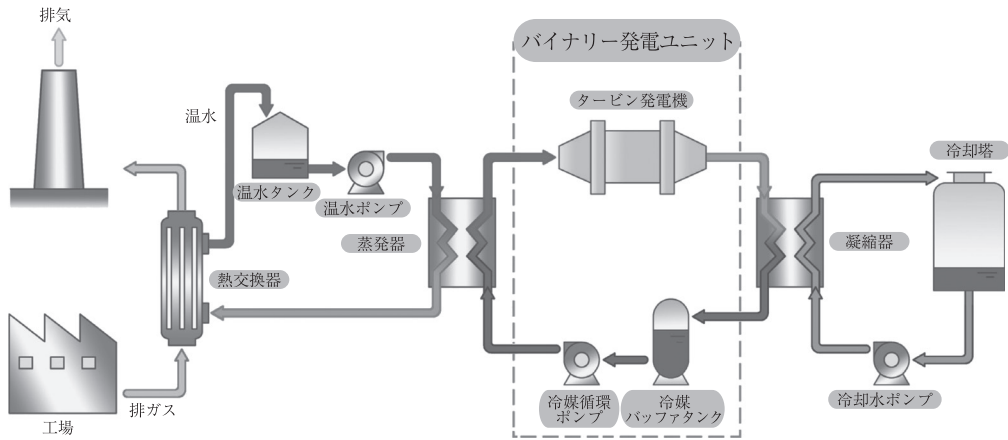 排気
バイナリー発電ユニット
タービン発電機
温水
冷却塔
温水タンク
温水ポンプ
蒸発器
凝縮器
熱交換器
排ガス
工場
冷媒循環
ポンプ
冷媒
バッファタンク
冷却水ポンプ